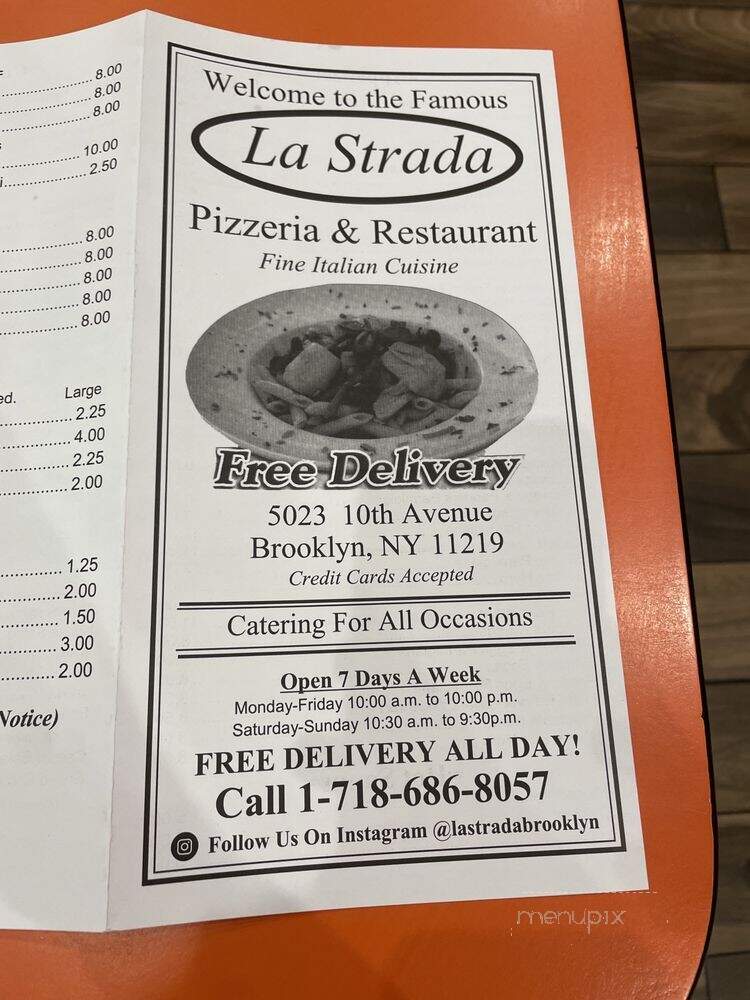 8.00
8.00
8.00
10.00
2.50
8.00
8.00
8.00
8.00
8.00
Large
2.25
4.00
2.25
2.00
1.25
2.00
1.50
3.00
2.00
Notice)
Welcome to the Famous
La Strada
Pizzeria & Restaurant
Fine Italian Cuisine
Free Delivery
5023 10th Avenue
Brooklyn, NY 11219
Credit Cards Accepted
Catering For All Occasions
Open 7 Days A Week
Monday-Friday 10:00 a.m. to 10:00 p.m.
Saturday-Sunday 10:30 a.m. to 9:30p.m.
FREE DELIVERY ALL DAY!
Call 1-718-686-8057
Follow Us On Instagram @lastradabrooklyn
menupix